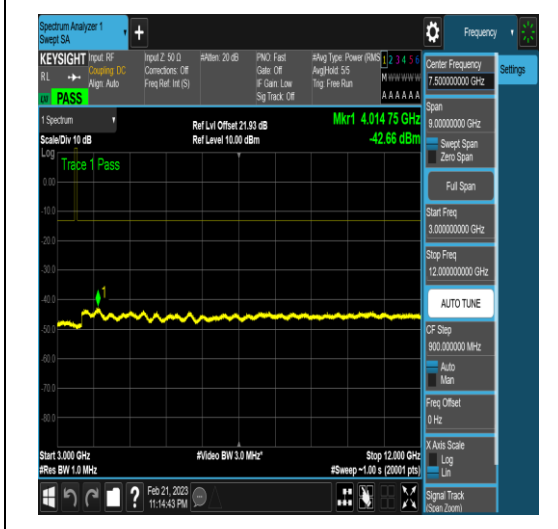 Spectrum Analyzer 1
Swept SA
+
Frequency
KEYSIGHT
Input: RF
Coupling: DC
Align: Auto
Input Z: 50 Ω
Corrections: Off
Freq Ref: Int (S)
#Atten: 20 dB
PNO: Fast
Gate: Off
IF Gain: Low
Sig Track: Off
#Avg Type: Power (RMS
Avg|Hold: 5/5
Trig: Free Run
1 2 3 4 5 6
M W W W W W
A A A A A A
RL
PASS
1 Spectrum
Scale/Div 10 dB
Ref Lvl Offset 21.93 dB
Ref Level 10.00 dBm
Mkr1 4.014 75 GHz
-42.66 dBm
Log
Trace 1 Pass
0.00
-10.0
-20.0
-30.0
-40.0
-50.0
-60.0
-70.0
-80.0
1
Start 3.000 GHz
#Res BW 1.0 MHz
#Video BW 3.0 MHz*
Stop 12.000 GHz
#Sweep ~1.00 s (20001 pts)
Center Frequency
7.500000000 GHz
Settings
Span
9.00000000 GHz
Swept Span
Zero Span
Full Span
Start Freq
3.000000000 GHz
Stop Freq
12.000000000 GHz
AUTO TUNE
CF Step
900.000000 MHz
Auto
Man
Freq Offset
0 Hz
X Axis Scale
Log
Lin
Signal Track
(Span Zoom)
?
Feb 21, 2023
11:14:43 PM